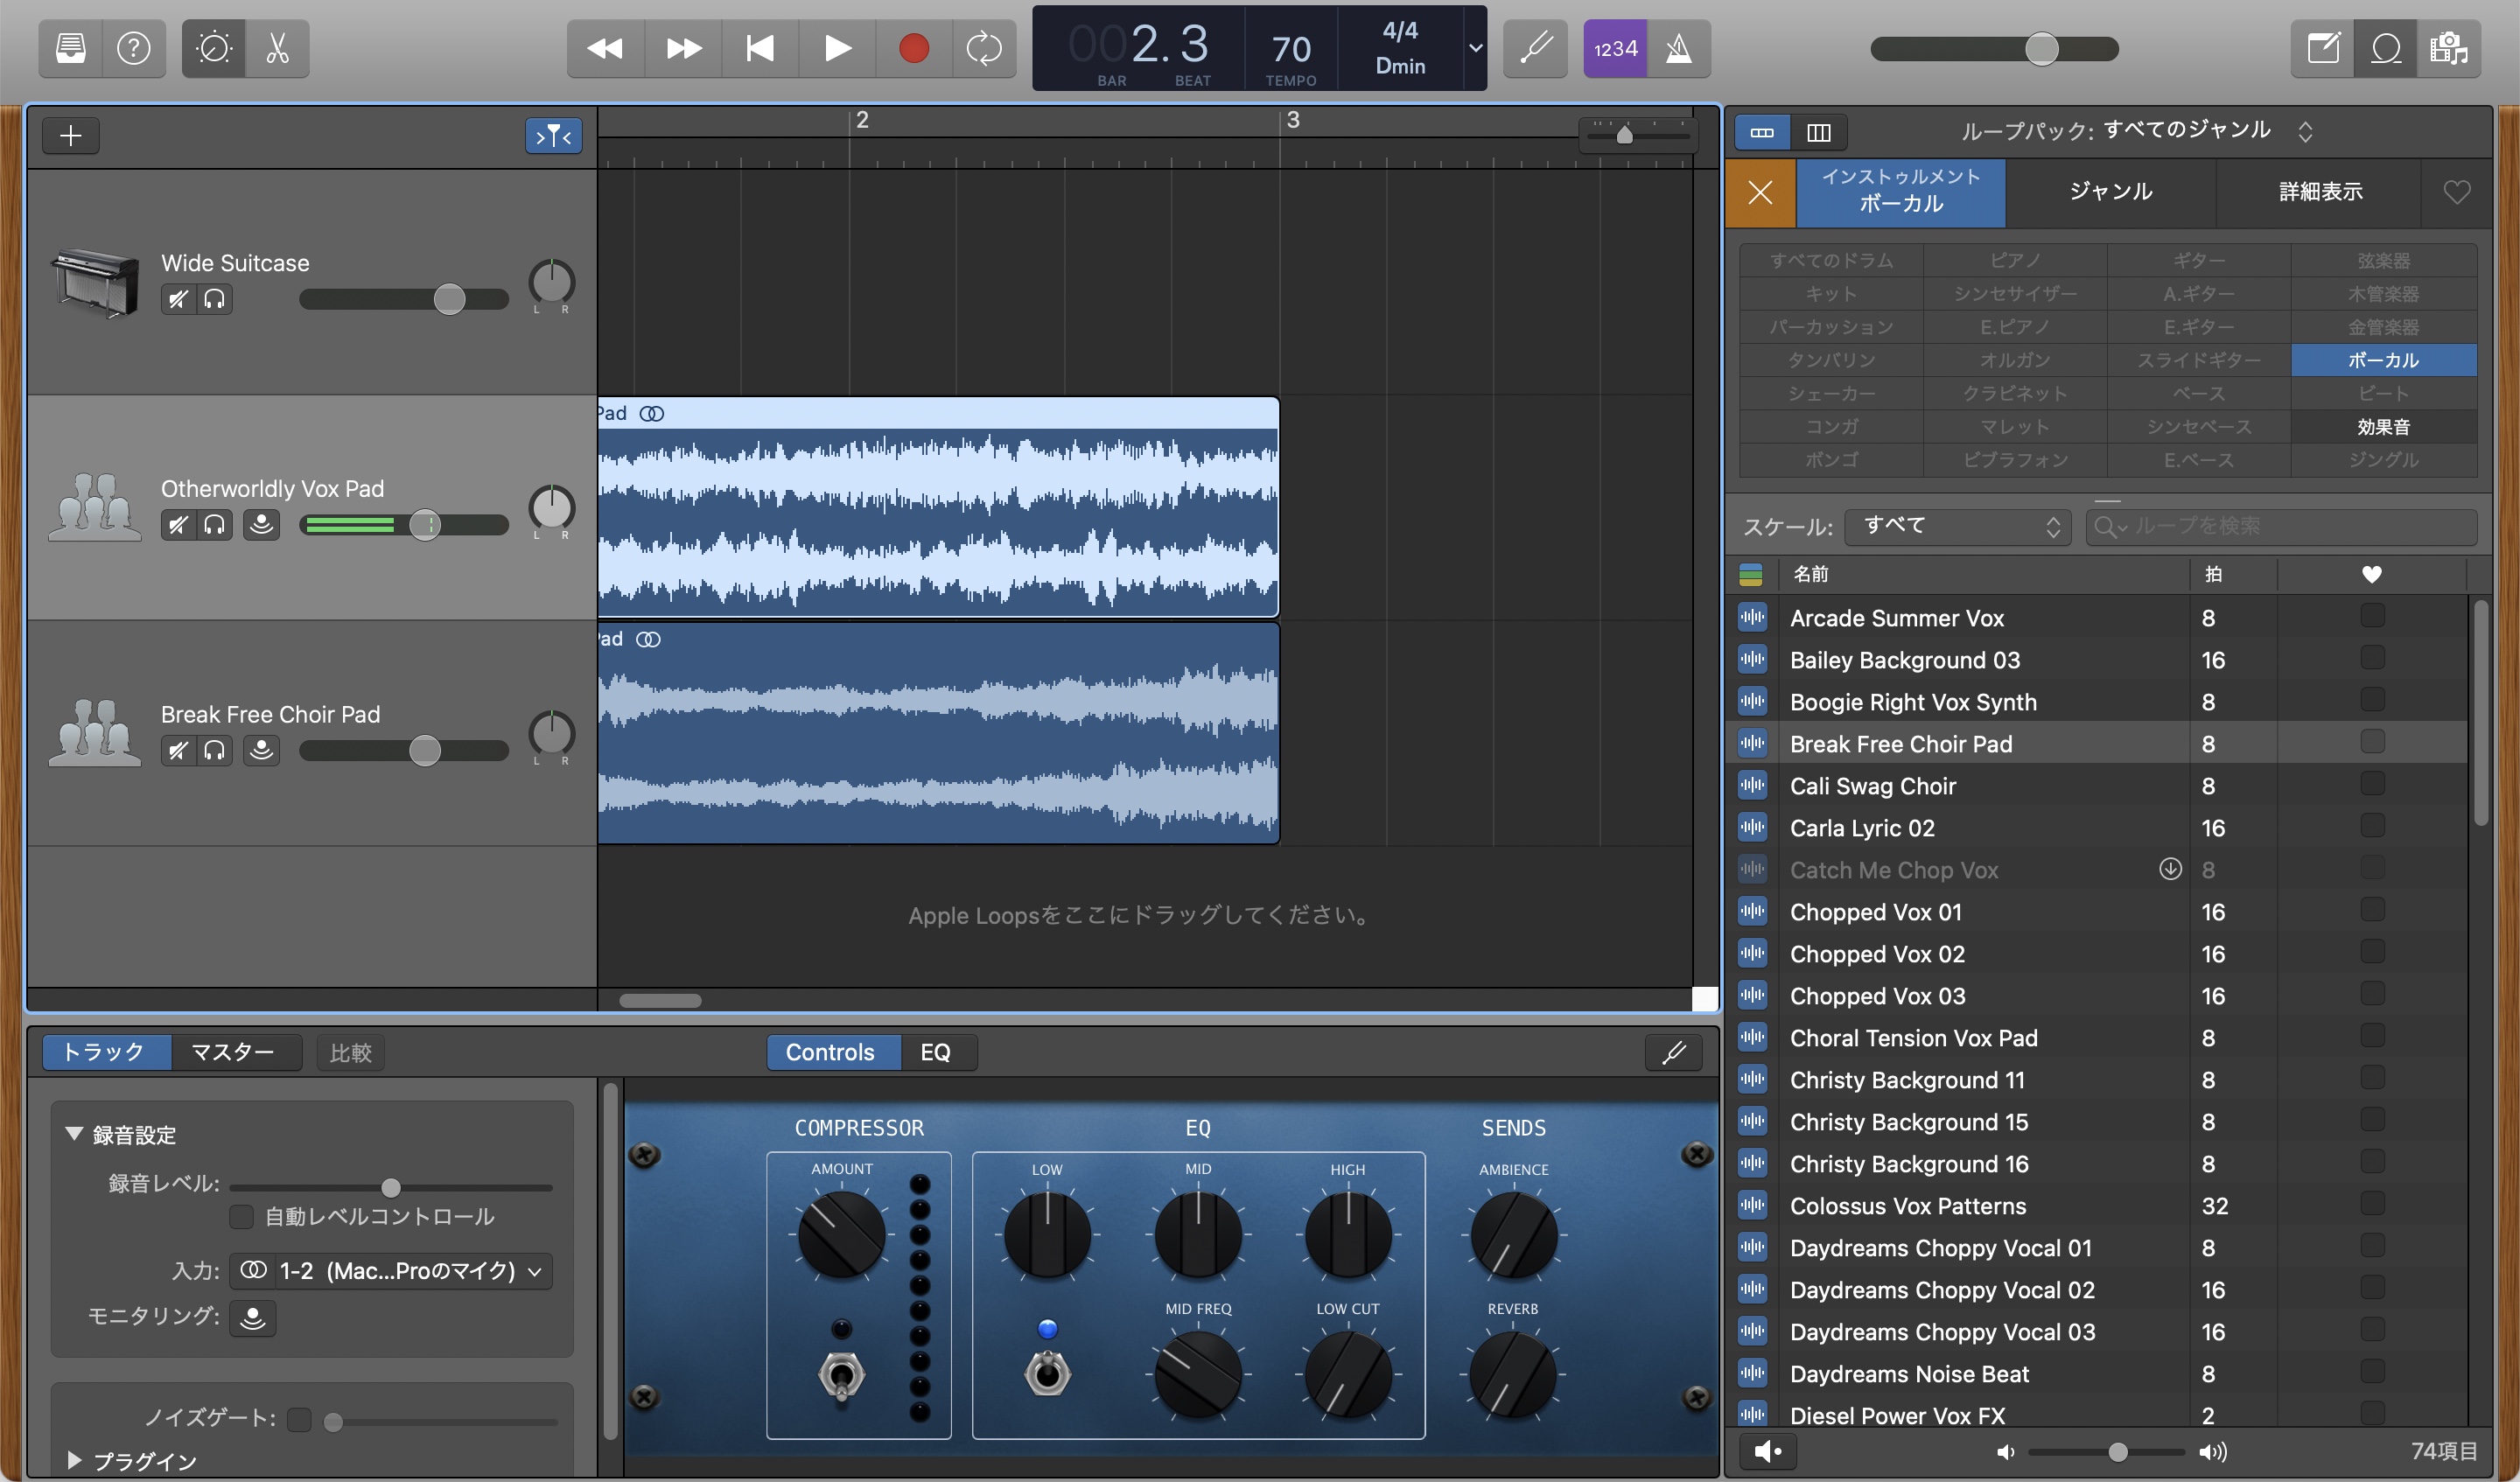 1234
002. 3
BAR BEAT
70
TEMPO
4/4
Dmin
2
3
Wide Suitcase
L R
Otherworldly Vox Pad
L R
Break Free Choir Pad
L R
Pad
Pad
Apple Loopsをここにドラッグしてください。
ループパック: すべてのジャンル
インストゥルメント
ボーカル
ジャンル
詳細表示
すべてのドラム ピアノ ギター 弦楽器
キット シンセサイザー A.ギター 木管楽器
パーカッション E.ピアノ E.ギター 金管楽器
タンバリン オルガン スライドギター ボーカル
シェーカー クラビネット ベース ビート
コンガ マレット シンセベース 効果音
ボンゴ ビブラフォン E.ベース ジングル
スケール: すべて ループを検索
名前 拍
Arcade Summer Vox 8
Bailey Background 03 16
Boogie Right Vox Synth 8
Break Free Choir Pad 8
Cali Swag Choir 8
Carla Lyric 02 16
Catch Me Chop Vox 8
Chopped Vox 01 16
Chopped Vox 02 16
Chopped Vox 03 16
Choral Tension Vox Pad 8
Christy Background 11 8
Christy Background 15 8
Christy Background 16 8
Colossus Vox Patterns 32
Daydreams Choppy Vocal 01 8
Daydreams Choppy Vocal 02 16
Daydreams Choppy Vocal 03 16
Daydreams Noise Beat 8
Diesel Power Vox FX 2
74項目
トラック マスター 比較
Controls EQ
録音設定
録音レベル:
自動レベルコントロール
入力: 1-2 (Mac...Proのマイク)
モニタリング:
ノイズゲート:
プラグイン
COMPRESSOR EQ SENDS
AMOUNT LOW MID HIGH AMBIENCE
MID FREQ LOW CUT REVERB